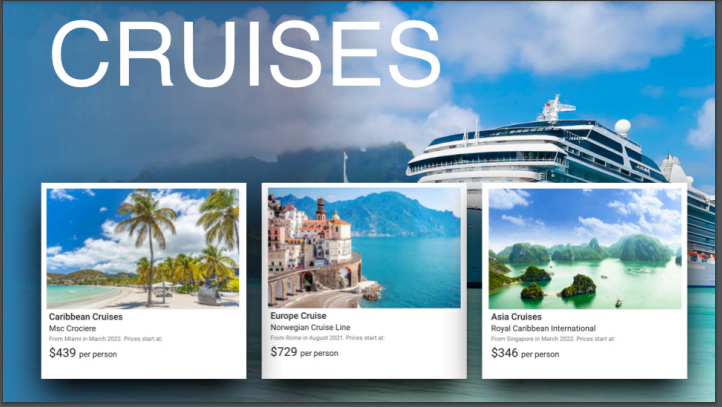 CRUISES
Caribbean Cruises
Msc Crociere
From Miami in March 2022. Prices start at:
$439 per person
Europe Cruise
Norwegian Cruise Line
From Rome in August 2021. Prices start at:
$729 per person
Asia Cruises
Royal Caribbean International
From Singapore in March 2022. Prices start at:
$346 per person